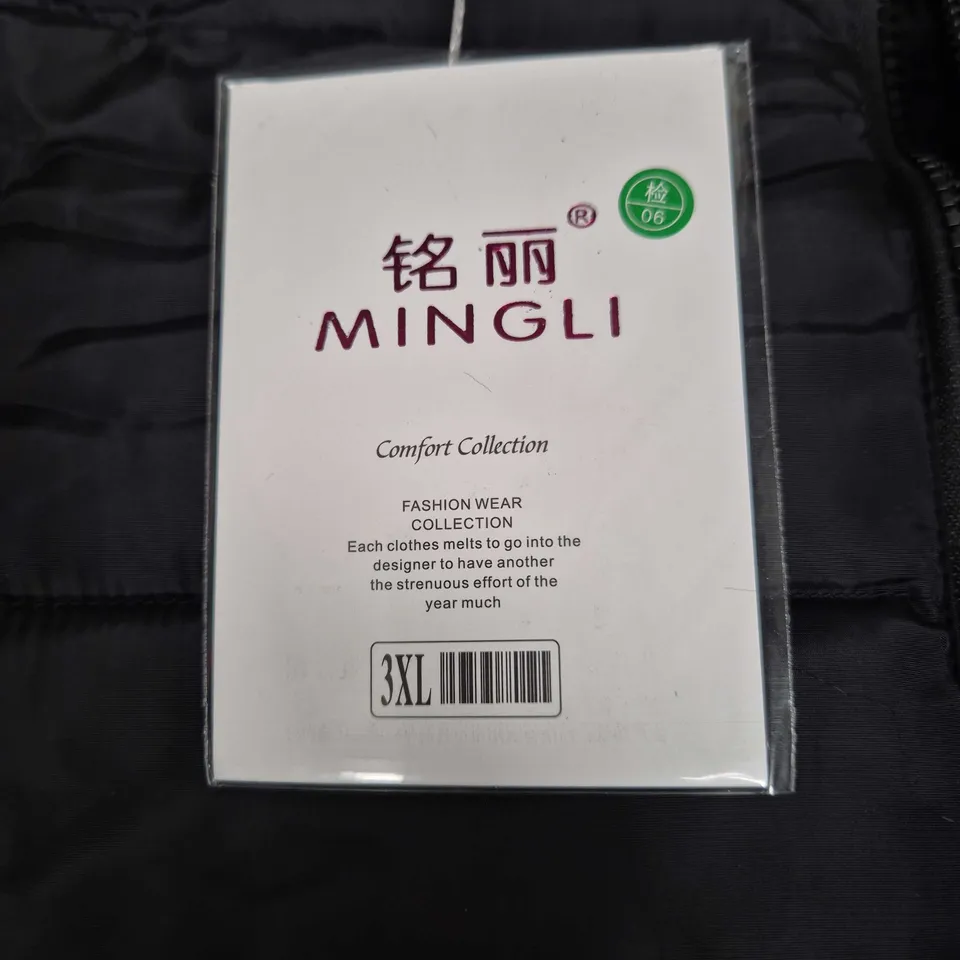 检
06
铭丽®
MINGLI
Comfort Collection
FASHION WEAR
COLLECTION
Each clothes melts to go into the
designer to have another
the strenuous effort of the
year much
3XL